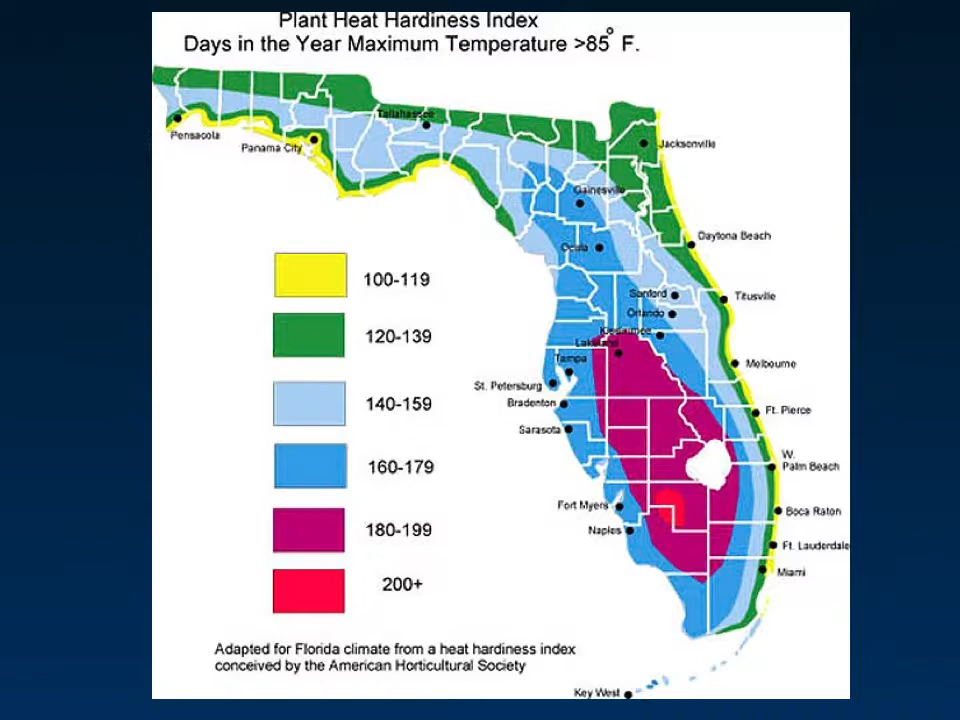 Plant Heat Hardiness Index
Days in the Year Maximum Temperature >85° F.
Tallahassee
Pensacola
Panama City
Jacksonville
Gainesville
Daytona Beach
Ocala
100-119
Sanford
Titusville
Orlando
120-139
Kissimmee
Lakeland
Tampa
Melbourne
St. Petersburg
140-159
Bradenton
Ft. Pierce
Sarasota
W.
Palm Beach
160-179
Fort Myers
Boca Raton
180-199
Naples
Ft. Lauderdale
Miami
200+
Adapted for Florida climate from a heat hardiness index
conceived by the American Horticultural Society
Key West